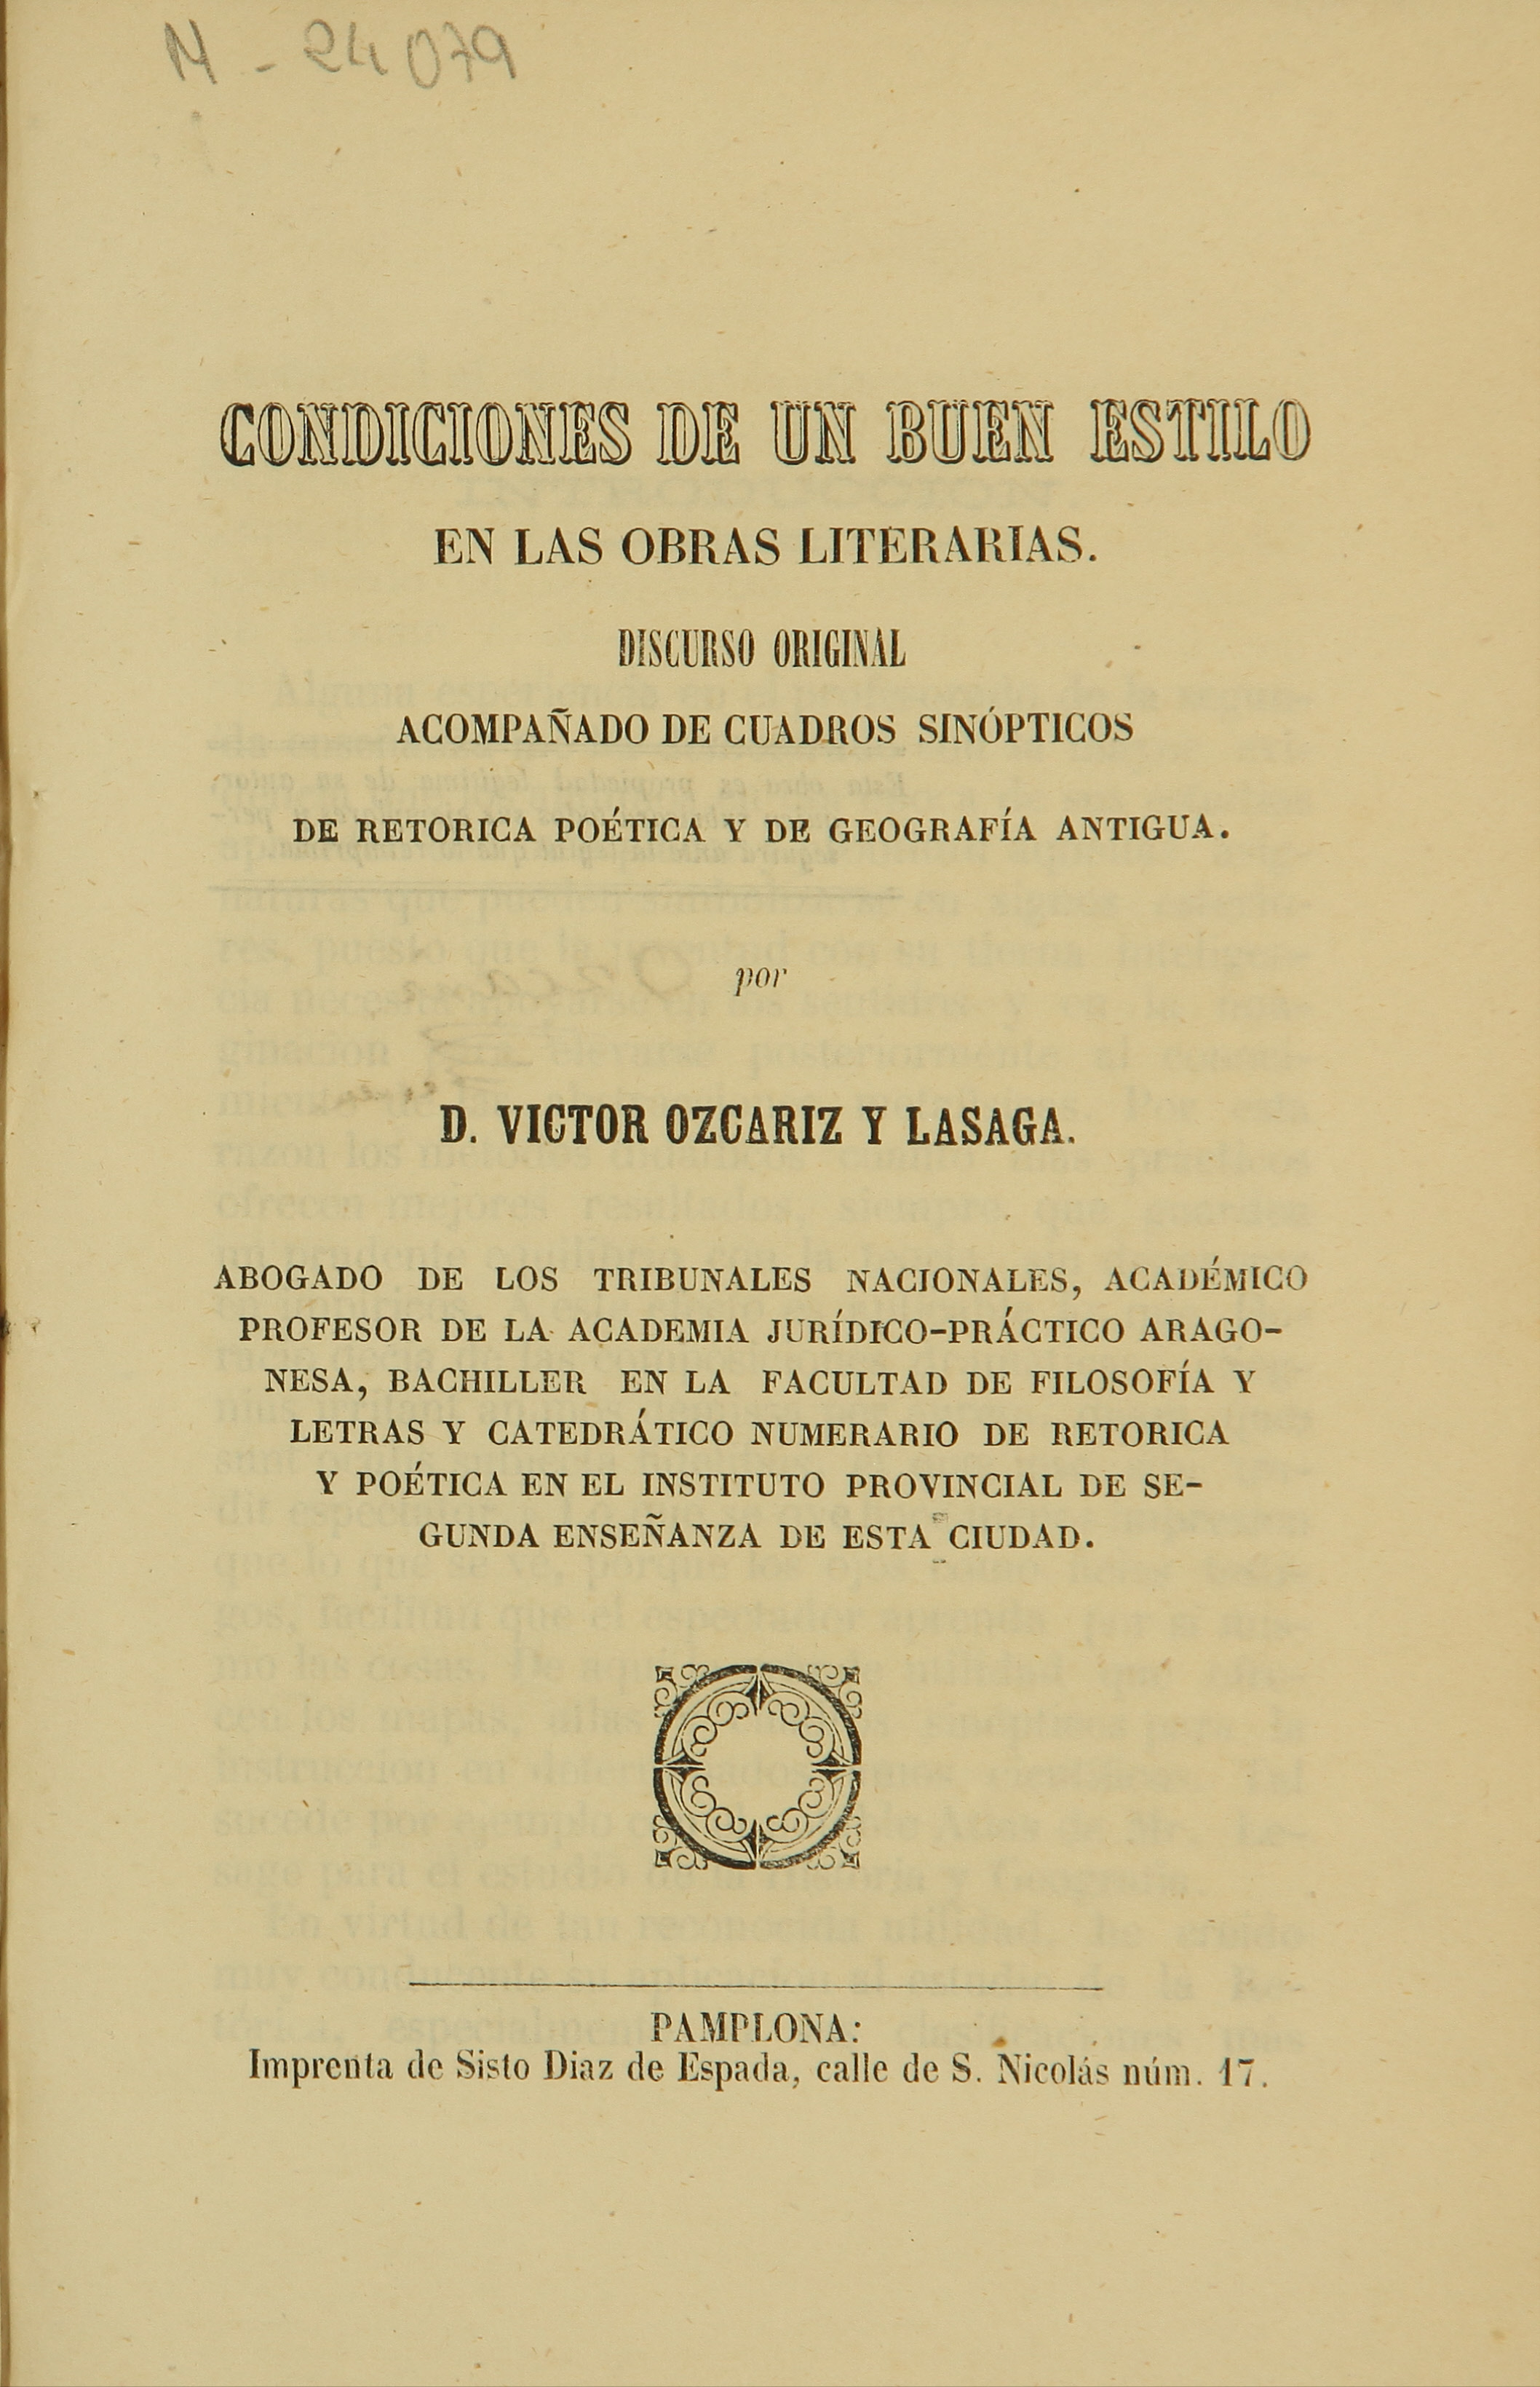 N - 24079
CONDICIONES DE UN BUEN ESTILO
EN LAS OBRAS LITERARIAS.
DISCURSO ORIGINAL
ACOMPAÑADO DE CUADROS SINÓPTICOS
DE RETORICA POÉTICA Y DE GEOGRAFÍA ANTIGUA.
por
D. VICTOR OZCARIZ Y LASAGA.
ABOGADO DE LOS TRIBUNALES NACIONALES, ACADÉMICO
PROFESOR DE LA ACADEMIA JURÍDICO-PRÁCTICO ARAGO-
NESA, BACHILLER EN LA FACULTAD DE FILOSOFÍA Y
LETRAS Y CATEDRÁTICO NUMERARIO DE RETORICA
Y POÉTICA EN EL INSTITUTO PROVINCIAL DE SE-
GUNDA ENSEÑANZA DE ESTA CIUDAD.
PAMPLONA:
Imprenta de Sisto Diaz de Espada, calle de S. Nicolás núm. 17.